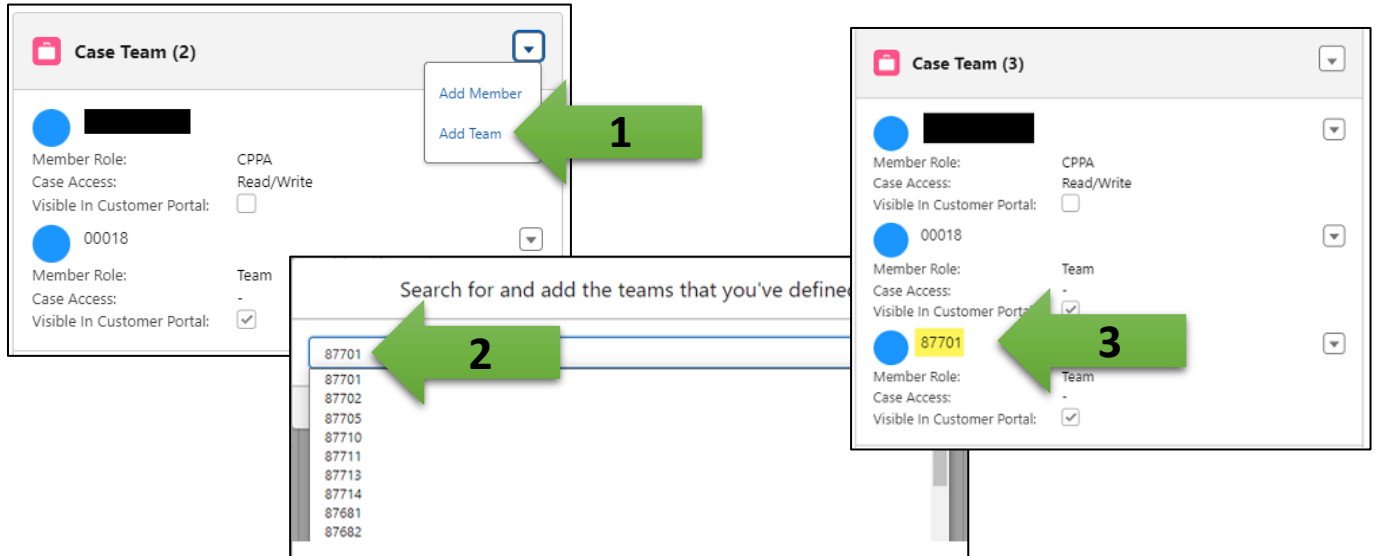 Case Team (2)
Add Member
Add Team
1
Member Role: CPPA
Case Access: Read/Write
Visible In Customer Portal:
00018
Member Role: Team
Case Access: -
Visible In Customer Portal:
Search for and add the teams that you've define
87701
2
87701
87702
87705
87710
87711
87713
87714
87681
87682
Case Team (3)
Member Role: CPPA
Case Access: Read/Write
Visible In Customer Portal:
00018
Member Role: Team
Case Access: -
Visible In Customer Porta
87701
3
Member Role: Team
Case Access: -
Visible In Customer Portal: